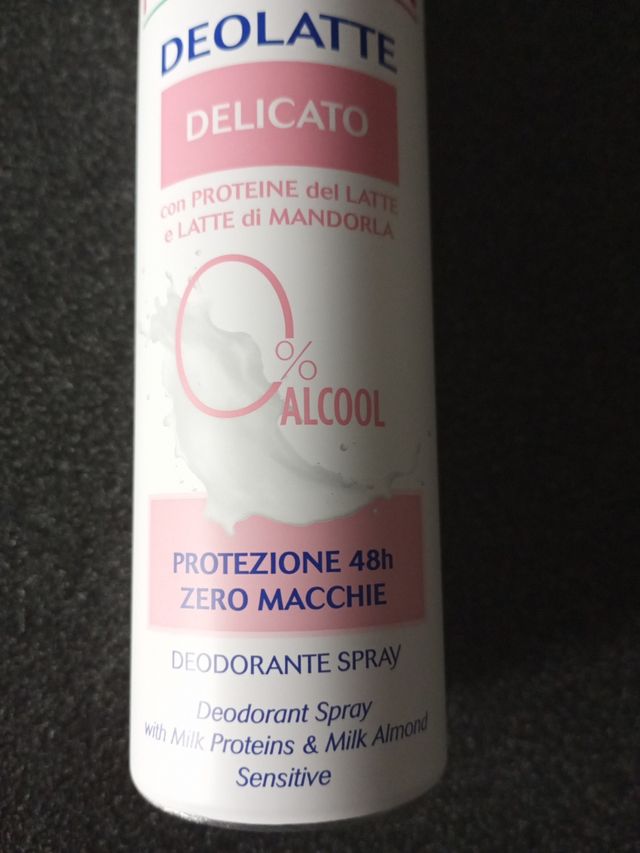 DEOLATTE
DELICATO
con PROTEINE del LATTE
e LATTE di MANDORLA
0%
ALCOOL
PROTEZIONE 48h
ZERO MACCHIE
DEODORANTE SPRAY
Deodorant Spray
with Milk Proteins & Milk Almond
Sensitive